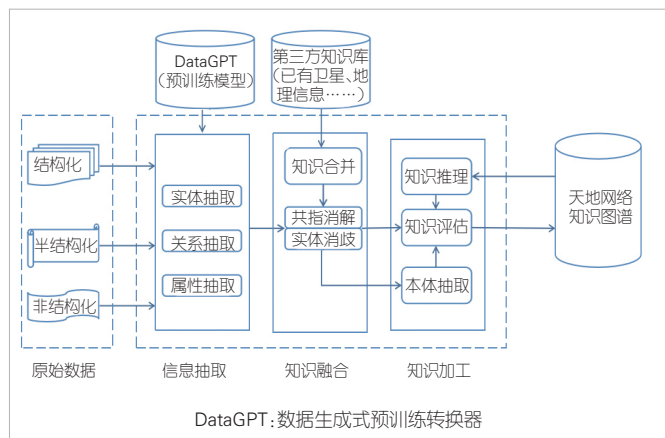 DataGPT
（预训练模型）
第三方知识库
(已有卫星、地
理信息……）
结构化
半结构化
非结构化
实体抽取
关系抽取
属性抽取
知识合并
共指消解
实体消歧
知识推理
知识评估
本体抽取
天地网络
知识图谱
原始数据
信息抽取
知识融合
知识加工
DataGPT：数据生成式预训练转换器